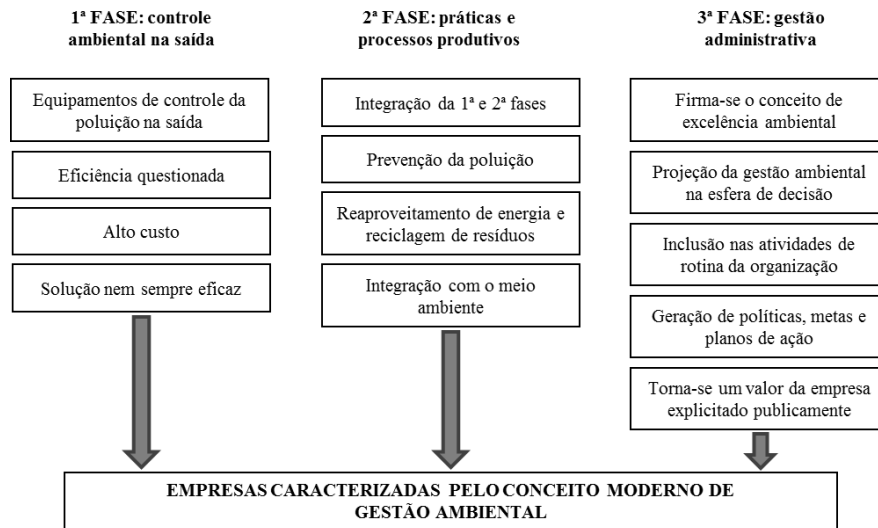 1ª FASE: controle
ambiental na saída
Equipamentos de controle da
poluição na saída
Eficiência questionada
Alto custo
Solução nem sempre eficaz
2ª FASE: práticas e
processos produtivos
Integração da 1ª e 2ª fases
Prevenção da poluição
Reaproveitamento de energia e
reciclagem de resíduos
Integração com o meio
ambiente
3ª FASE: gestão
administrativa
Firma-se o conceito de
excelência ambiental
Projeção da gestão ambiental
na esfera de decisão
Inclusão nas atividades de
rotina da organização
Geração de políticas, metas e
planos de ação
Torna-se um valor da empresa
explicitado publicamente
EMPRESAS CARACTERIZADAS PELO CONCEITO MODERNO DE
GESTÃO AMBIENTAL